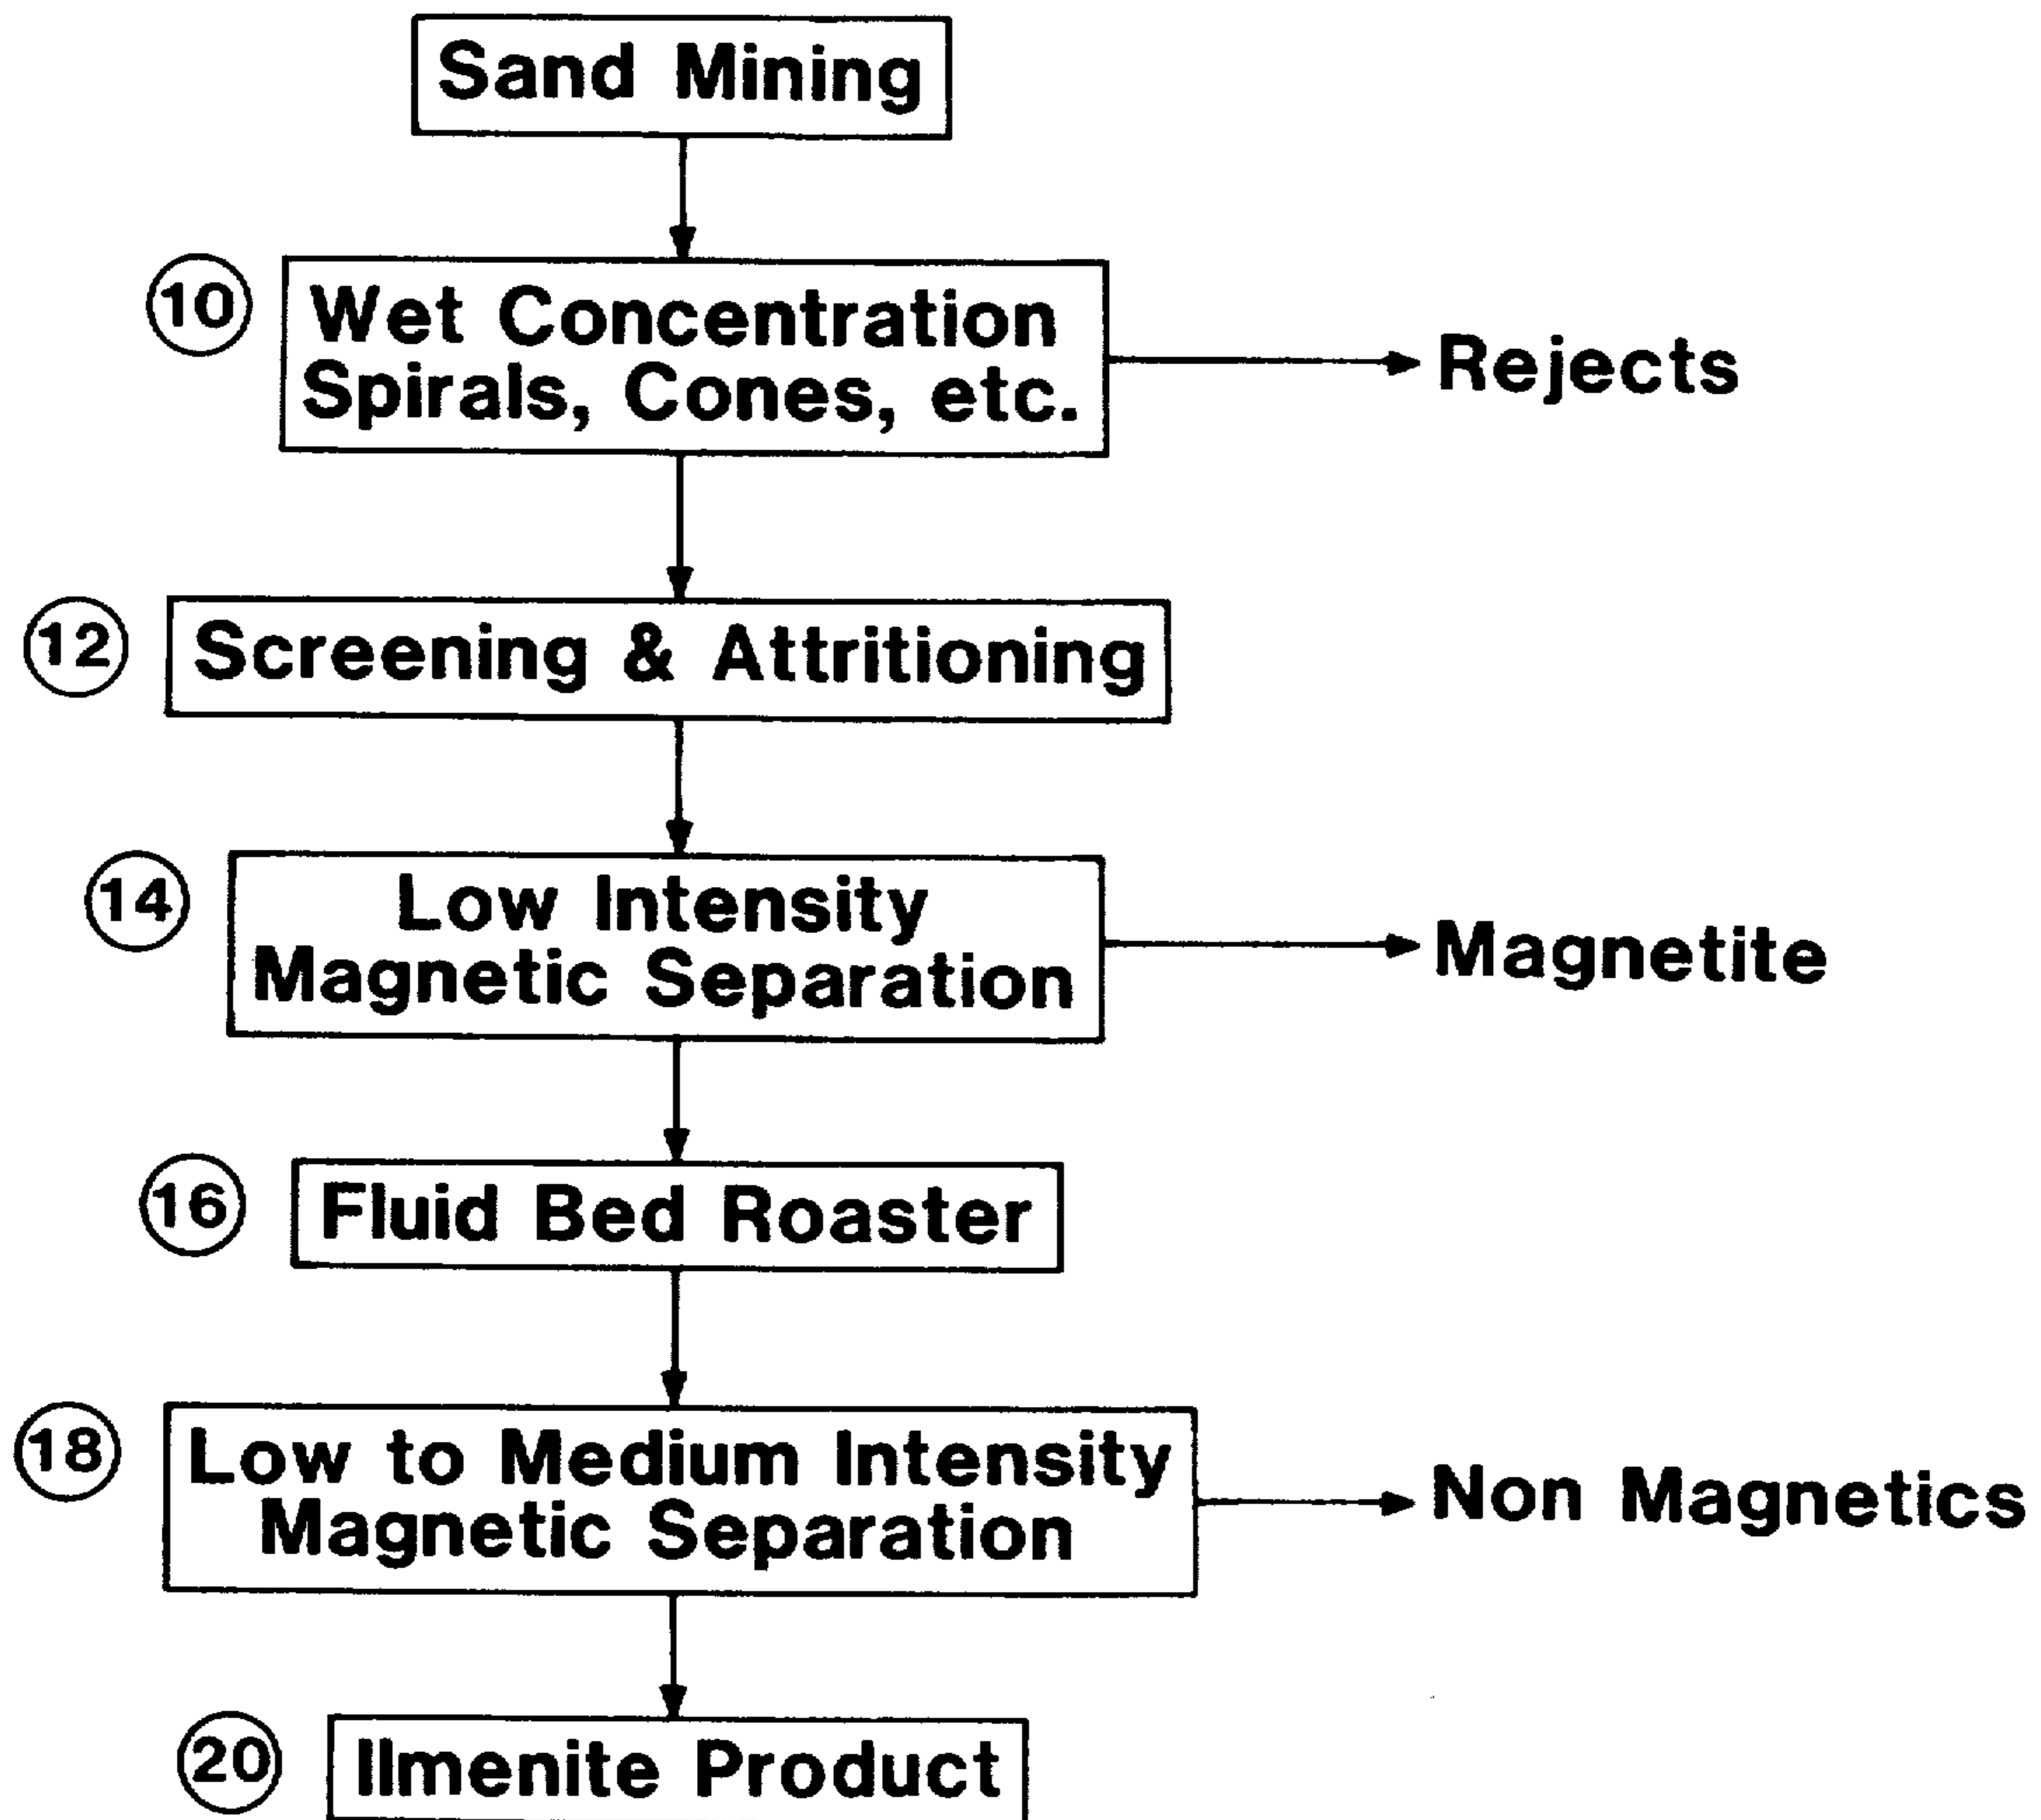 Sand Mining
10
Wet Concentration
Spirals, Cones, etc.
Rejects
12
Screening & Attritioning
14
Low Intensity
Magnetic Separation
Magnetite
16
Fluid Bed Roaster
18
Low to Medium Intensity
Magnetic Separation
Non Magnetics
20
Ilmenite Product